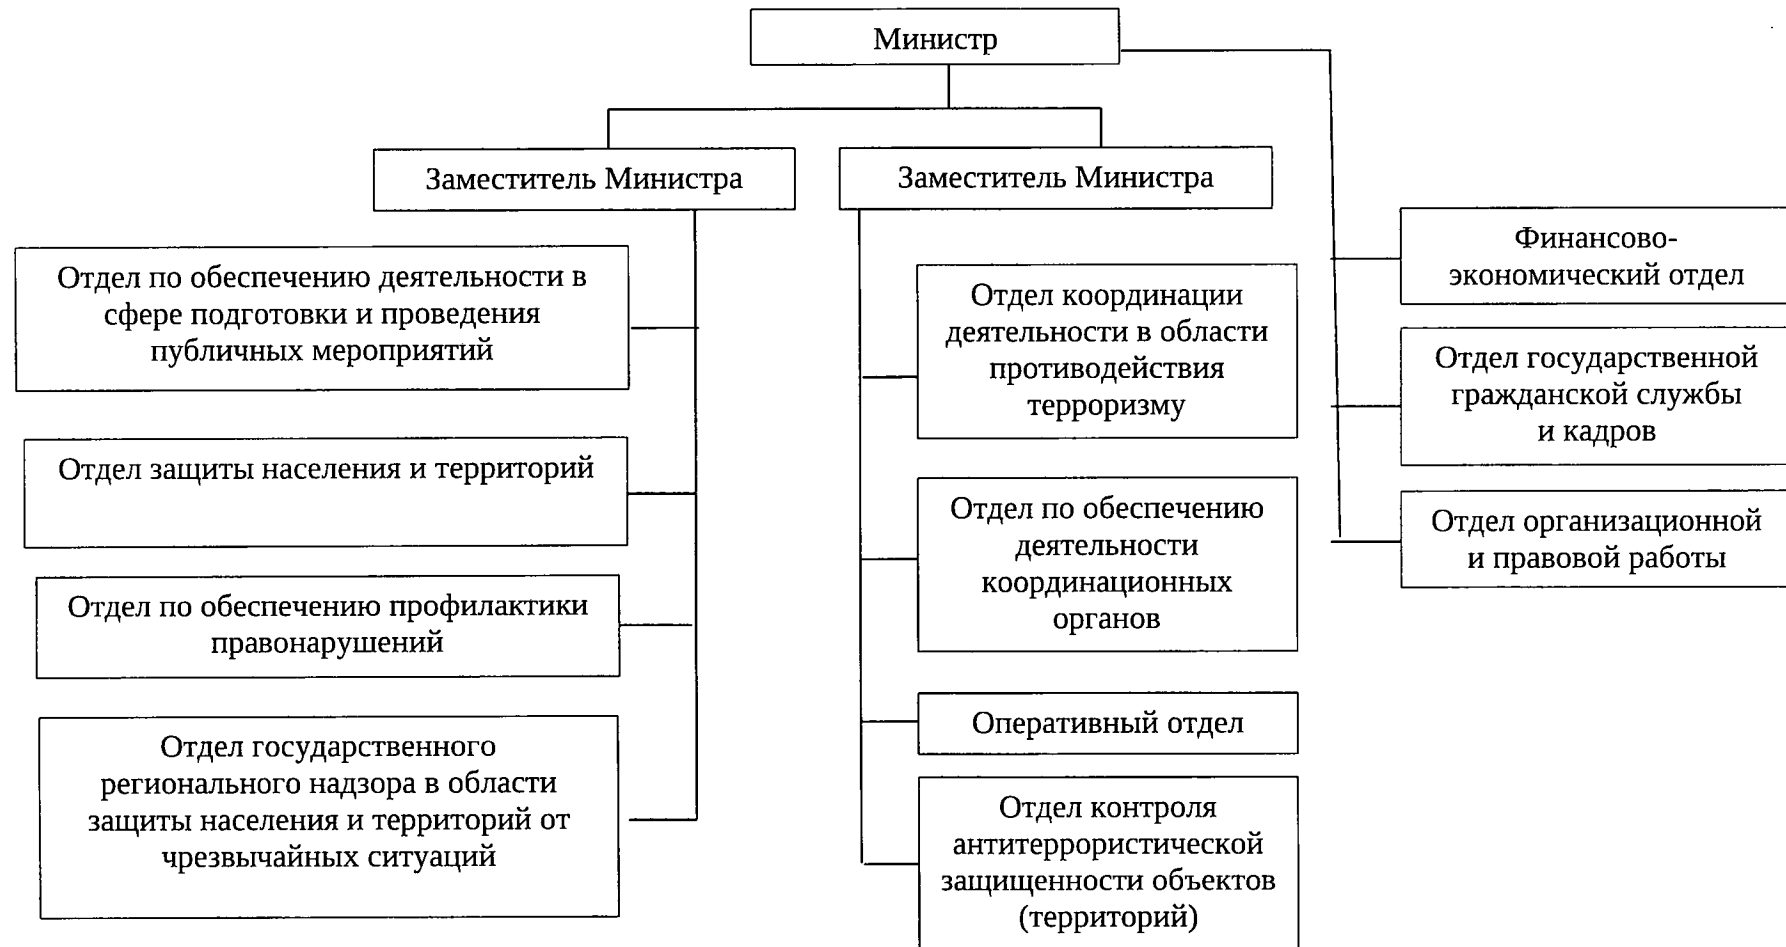 Министр
Заместитель Министра
Заместитель Министра
Отдел по обеспечению деятельности в
сфере подготовки и проведения
публичных мероприятий
Отдел защиты населения и территорий
Отдел по обеспечению профилактики
правонарушений
Отдел государственного
регионального надзора в области
защиты населения и территорий от
чрезвычайных ситуаций
Отдел координации
деятельности в области
противодействия
терроризму
Отдел по обеспечению
деятельности
координационных
органов
Оперативный отдел
Отдел контроля
антитеррористической
защищенности объектов
(территорий)
Финансово-
экономический отдел
Отдел государственной
гражданской службы
и кадров
Отдел организационной
и правовой работы